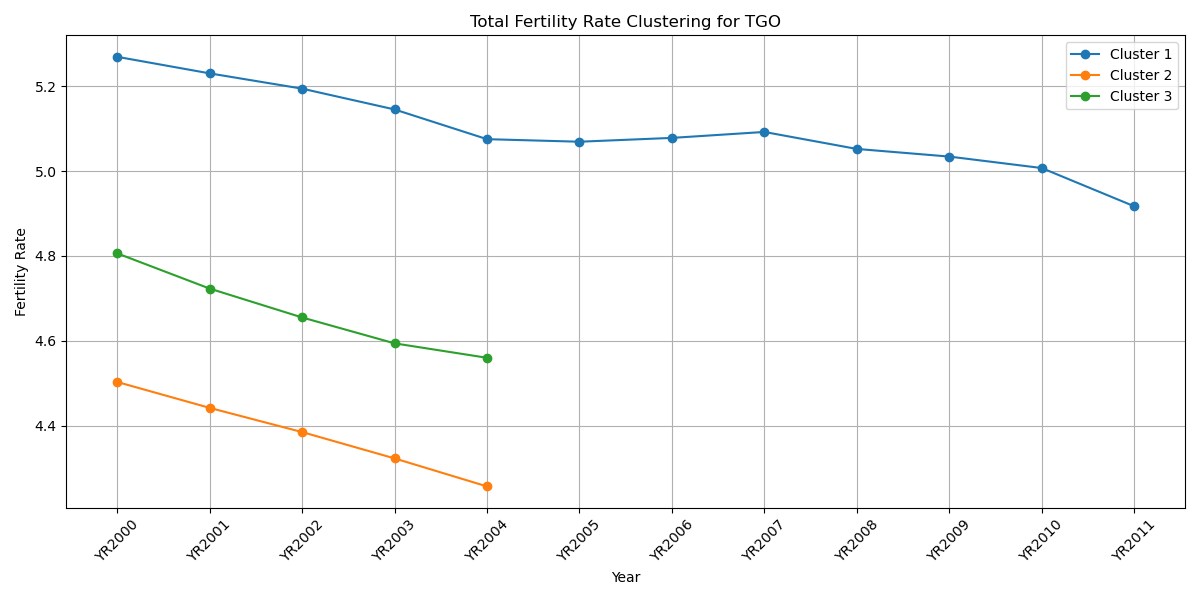 Total Fertility Rate Clustering for TGO
Cluster 1
Cluster 2
Cluster 3
Fertility Rate
5.2
5.0
4.8
4.6
4.4
YR2000
YR2001
YR2002
YR2003
YR2004
YR2005
YR2006
YR2007
YR2008
YR2009
YR2010
YR2011
Year